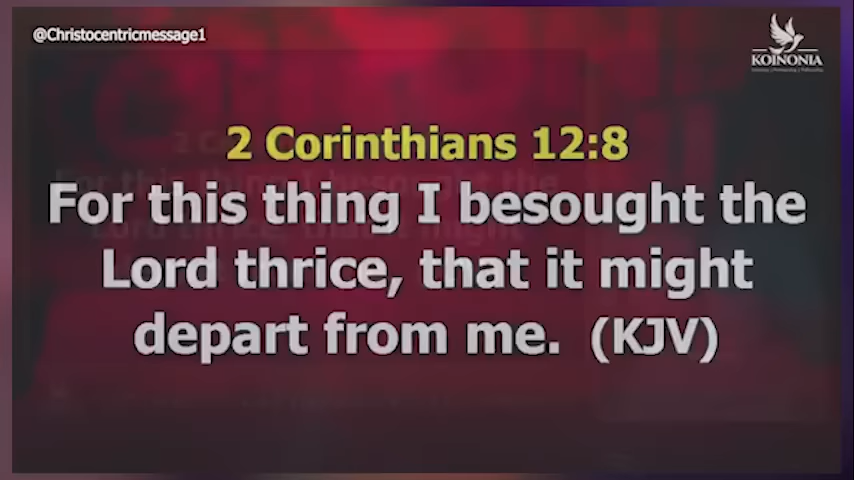 @Christocentricmessage1
KOINONIA
2 Corinthians 12:8
For this thing I besought the
Lord thrice, that it might
depart from me. (KJV)